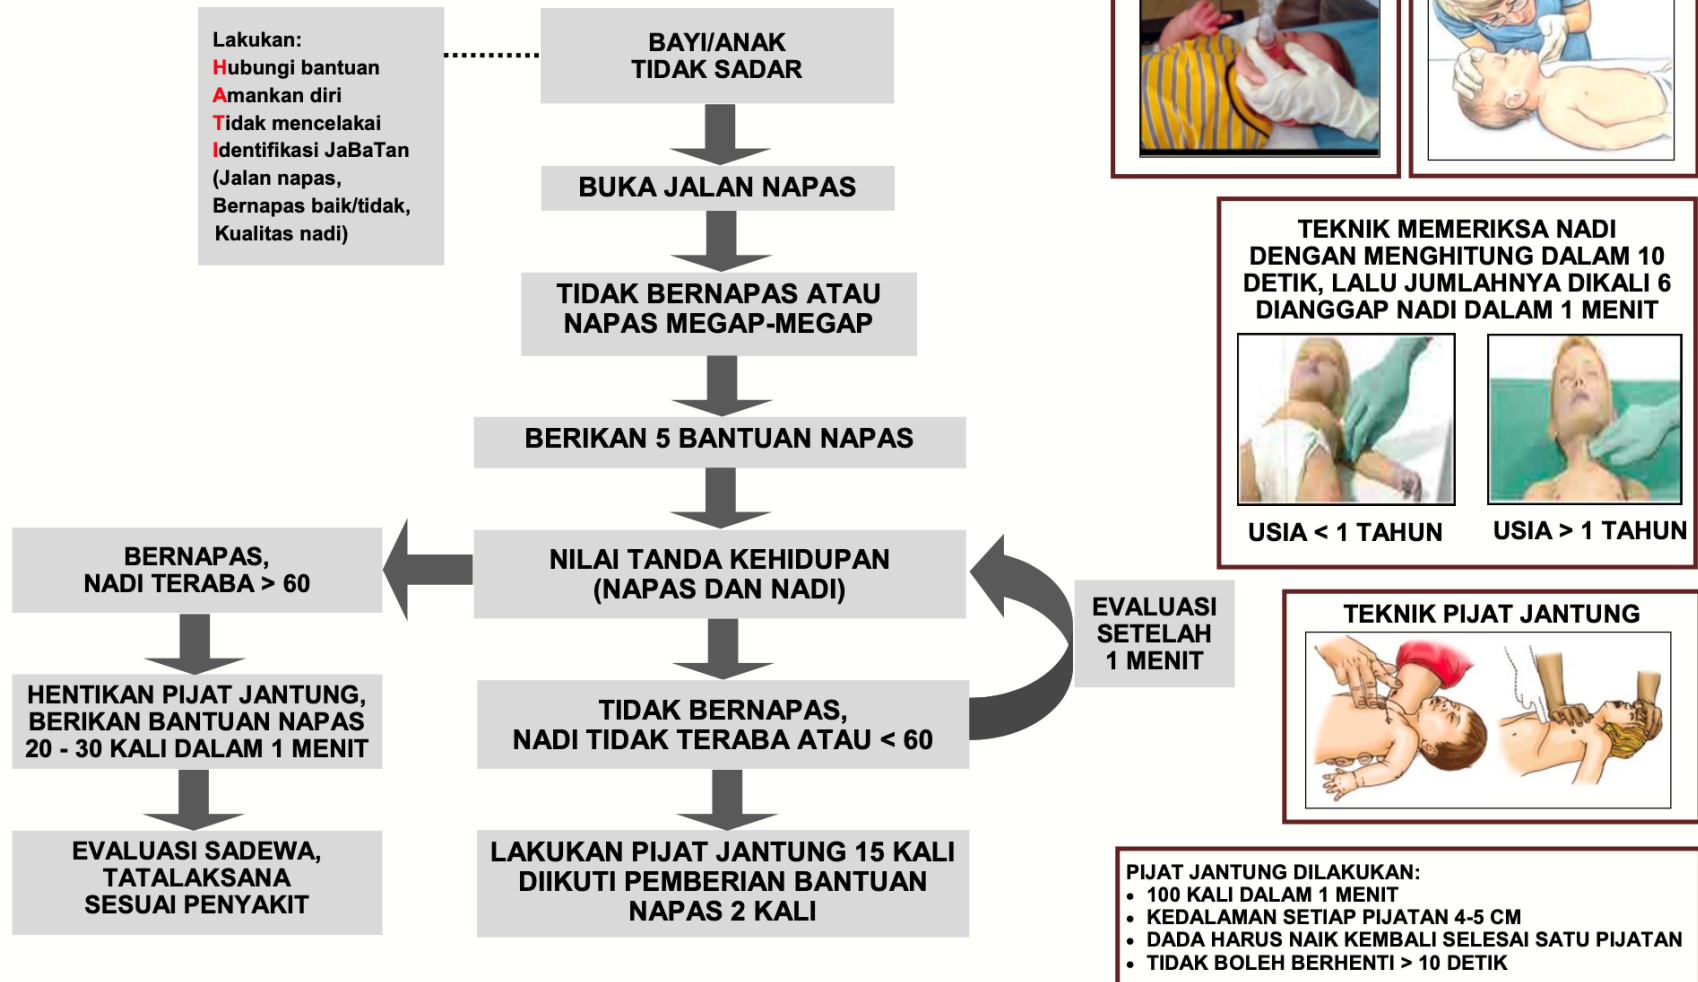 Lakukan:
Hubungi bantuan
Amankan diri
Tidak mencelakai
Identifikasi JaBaTan
(Jalan napas,
Bernapas baik/tidak,
Kualitas nadi)
BAYI/ANAK
TIDAK SADAR
BUKA JALAN NAPAS
TIDAK BERNAPAS ATAU
NAPAS MEGAP-MEGAP
BERIKAN 5 BANTUAN NAPAS
NILAI TANDA KEHIDUPAN
(NAPAS DAN NADI)
BERNAPAS,
NADI TERABA > 60
HENTIKAN PIJAT JANTUNG,
BERIKAN BANTUAN NAPAS
20 - 30 KALI DALAM 1 MENIT
EVALUASI SADEWA,
TATALAKSANA
SESUAI PENYAKIT
TIDAK BERNAPAS,
NADI TIDAK TERABA ATAU < 60
EVALUASI
SETELAH
1 MENIT
LAKUKAN PIJAT JANTUNG 15 KALI
DIIKUTI PEMBERIAN BANTUAN
NAPAS 2 KALI
TEKNIK MEMERIKSA NADI
DENGAN MENGHITUNG DALAM 10
DETIK, LALU JUMLAHNYA DIKALI 6
DIANGGAP NADI DALAM 1 MENIT
USIA < 1 TAHUN
USIA > 1 TAHUN
TEKNIK PIJAT JANTUNG
PIJAT JANTUNG DILAKUKAN:
• 100 KALI DALAM 1 MENIT
• KEDALAMAN SETIAP PIJATAN 4-5 CM
• DADA HARUS NAIK KEMBALI SELESAI SATU PIJATAN
• TIDAK BOLEH BERHENTI > 10 DETIK